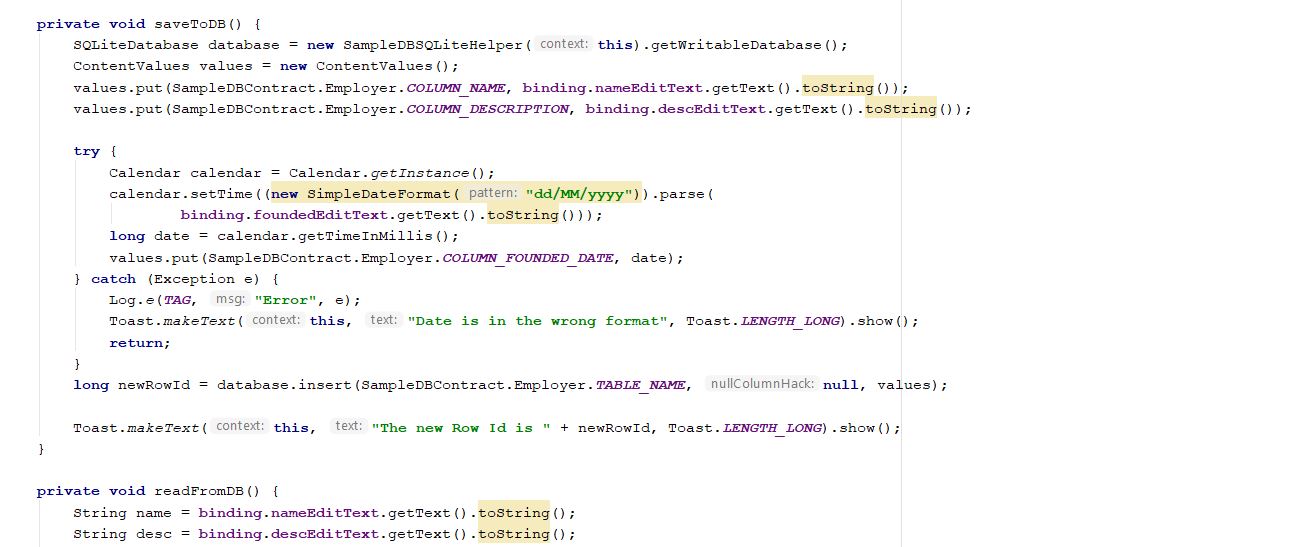 private void saveToDB() {
SQLiteDatabase database = new SampleDBSQLiteHelper( context: this).getWritableDatabase();
ContentValues values = new ContentValues();
values.put(SampleDBContract.Employer.COLUMN_NAME, binding.nameEditText.getText().toString());
values.put(SampleDBContract.Employer.COLUMN_DESCRIPTION, binding.descEditText.getText().toString());
try {
Calendar calendar = Calendar.getInstance();
calendar.setTime((new SimpleDateFormat( pattern: "dd/MM/yyyy")).parse(
binding.foundedEditText.getText().toString()));
long date = calendar.getTimeInMillis();
values.put(SampleDBContract.Employer.COLUMN_FOUNDED_DATE, date);
} catch (Exception e) {
Log.e(TAG, msg: "Error", e);
Toast.makeText( context: this, text: "Date is in the wrong format", Toast.LENGTH_LONG).show();
return;
}
long newRowId = database.insert(SampleDBContract.Employer.TABLE_NAME, nullColumnHack: null, values);
Toast.makeText( context: this, text: "The new Row Id is " + newRowId, Toast.LENGTH_LONG).show();
}
private void readFromDB() {
String name = binding.nameEditText.getText().toString();
String desc = binding.descEditText.getText().toString();